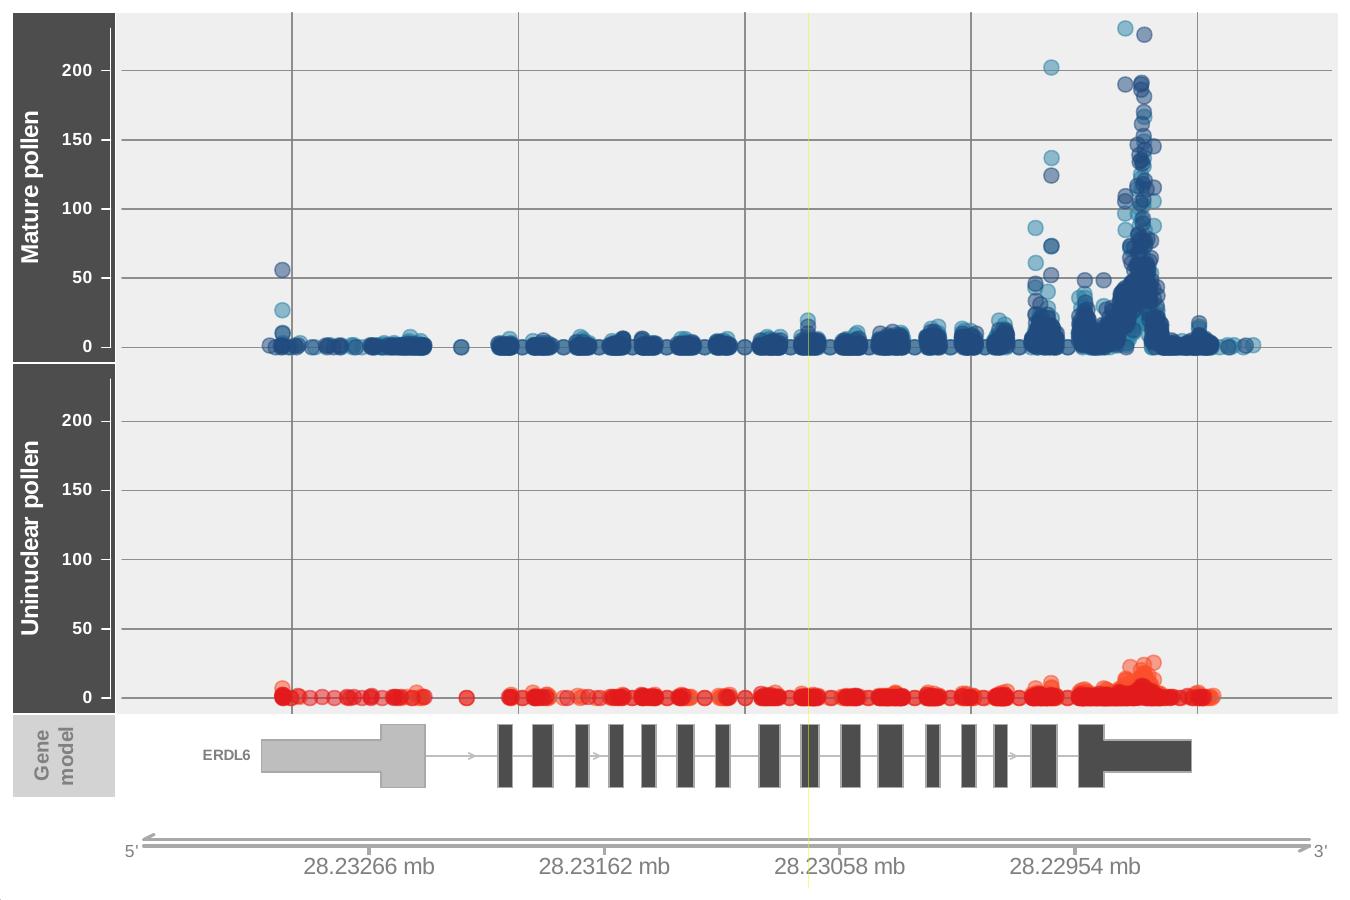 Mature pollen
200
150
100
50
0
Uninuclear pollen
200
150
100
50
0
Gene
model
ERDL6
5'
3'
28.23266 mb
28.23162 mb
28.23058 mb
28.22954 mb